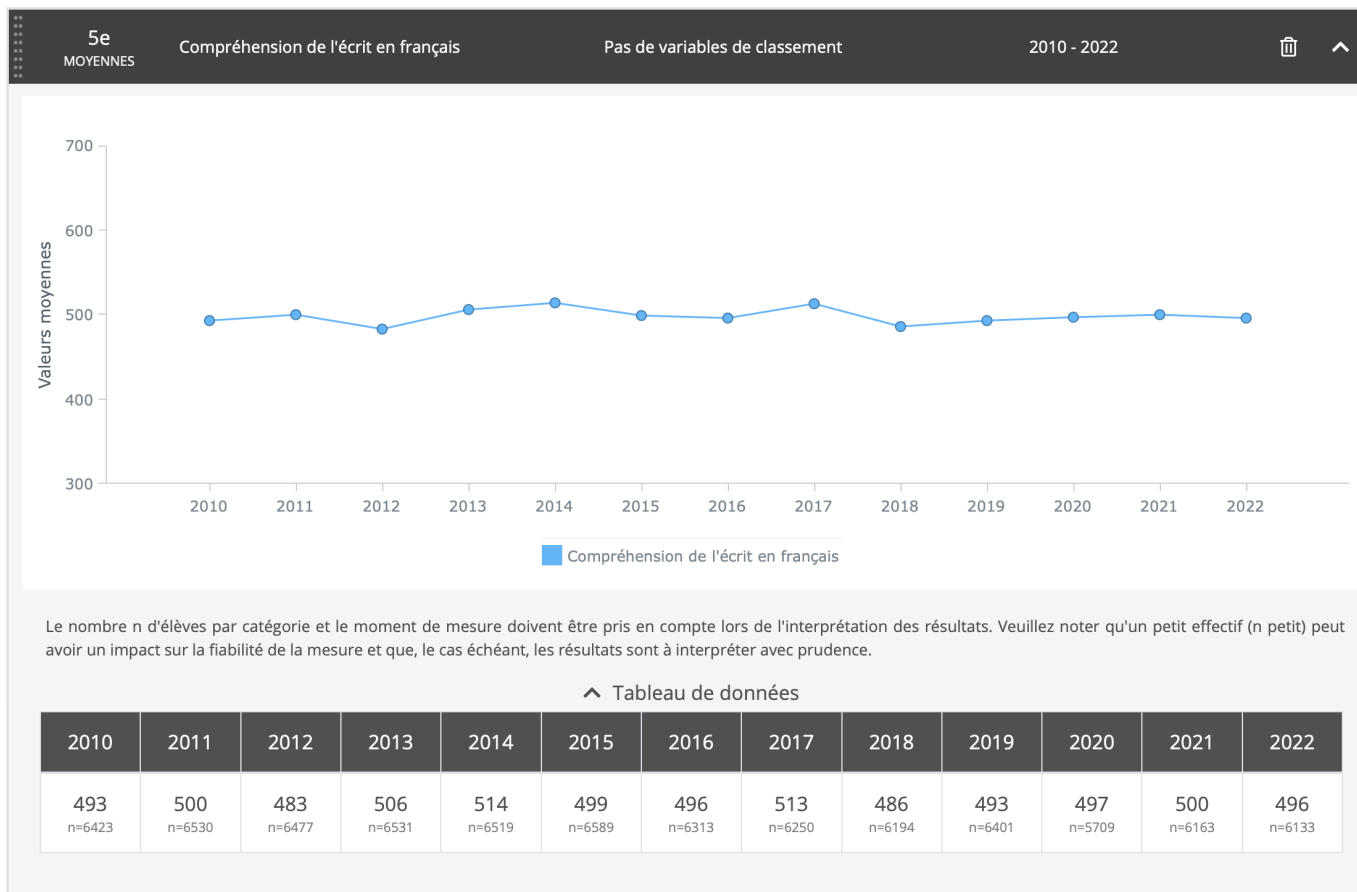 5e
MOYENNES
Compréhension de l'écrit en français
Pas de variables de classement
2010 - 2022
700
600
500
400
300
Valeurs moyennes
2010 2011 2012 2013 2014 2015 2016 2017 2018 2019 2020 2021 2022
Compréhension de l'écrit en français
Le nombre n d'élèves par catégorie et le moment de mesure doivent être pris en compte lors de l'interprétation des résultats. Veuillez noter qu'un petit effectif (n petit) peut
avoir un impact sur la fiabilité de la mesure et que, le cas échéant, les résultats sont à interpréter avec prudence.
Tableau de données
2010 2011 2012 2013 2014 2015 2016 2017 2018 2019 2020 2021 2022
493 500 483 506 514 499 496 513 486 493 497 500 496
n=6423 n=6530 n=6477 n=6531 n=6519 n=6589 n=6313 n=6250 n=6194 n=6401 n=5709 n=6163 n=6133